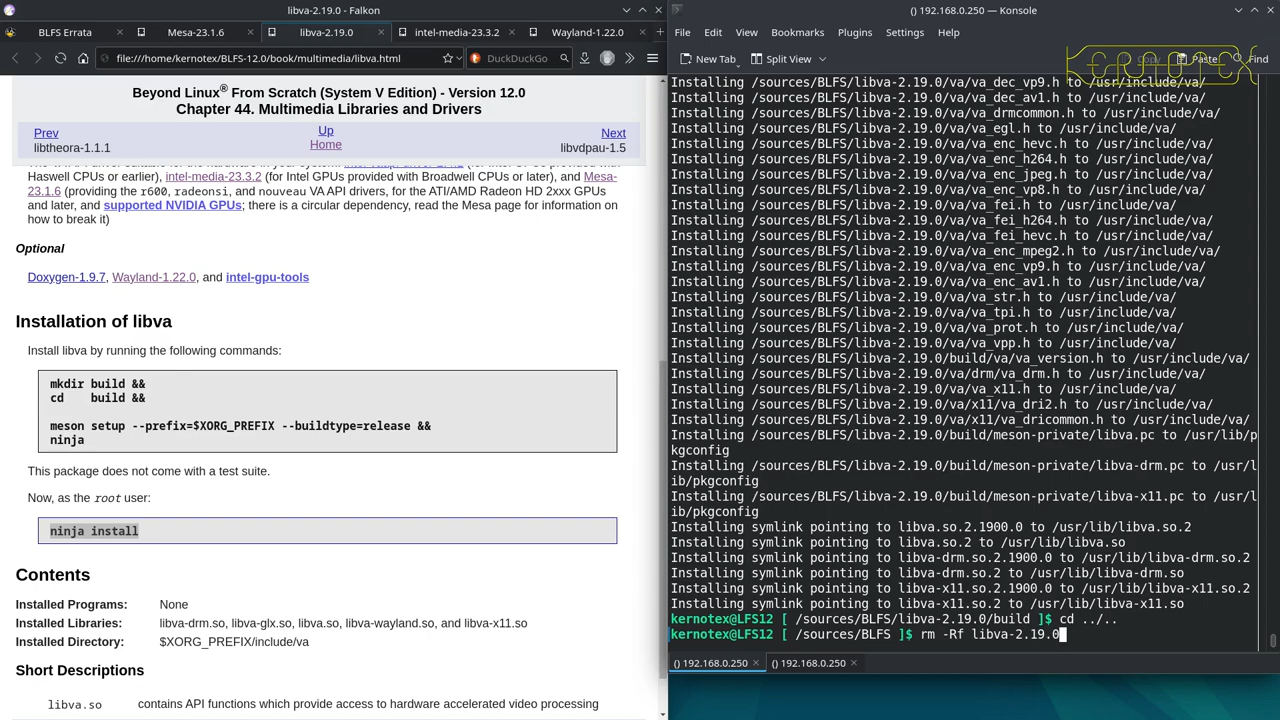 libva-2.19.0 - Falkon
BLFS Errata
Mesa-23.1.6
libva-2.19.0
intel-media-23.3.2
Wayland-1.22.0
file:///home/kernotex/BLFS-12.0/book/multimedia/libva.html
DuckDuckGo
Beyond Linux® From Scratch (System V Edition) - Version 12.0
Chapter 44. Multimedia Libraries and Drivers
Prev
Up
Next
libtheora-1.1.1
Home
libvdpau-1.5
Haswell CPUs or earlier), intel-media-23.3.2 (for Intel GPUs provided with Broadwell CPUs or later), and Mesa-
23.1.6 (providing the r600, radeonsi, and nouveau VA API drivers, for the ATI/AMD Radeon HD 2xxx GPUs
and later, and supported NVIDIA GPUs; there is a circular dependency, read the Mesa page for information on
how to break it)
Optional
Doxygen-1.9.7, Wayland-1.22.0, and intel-gpu-tools
Installation of libva
Install libva by running the following commands:
mkdir build &&
cd    build &&
meson setup --prefix=$XORG_PREFIX --buildtype=release &&
ninja
This package does not come with a test suite.
Now, as the root user:
ninja install
Contents
Installed Programs: None
Installed Libraries: libva-drm.so, libva-glx.so, libva.so, libva-wayland.so, and libva-x11.so
Installed Directory: $XORG_PREFIX/include/va
Short Descriptions
libva.so contains API functions which provide access to hardware accelerated video processing
() 192.168.0.250 — Konsole
File Edit View Bookmarks Plugins Settings Help
New Tab Split View Copy Paste Find
KERNOTEX
Installing /sources/BLFS/libva-2.19.0/va/va_dec_vp9.h to /usr/include/va/
Installing /sources/BLFS/libva-2.19.0/va/va_dec_av1.h to /usr/include/va/
Installing /sources/BLFS/libva-2.19.0/va/va_drmcommon.h to /usr/include/va/
Installing /sources/BLFS/libva-2.19.0/va/va_egl.h to /usr/include/va/
Installing /sources/BLFS/libva-2.19.0/va/va_enc_hevc.h to /usr/include/va/
Installing /sources/BLFS/libva-2.19.0/va/va_enc_h264.h to /usr/include/va/
Installing /sources/BLFS/libva-2.19.0/va/va_enc_jpeg.h to /usr/include/va/
Installing /sources/BLFS/libva-2.19.0/va/va_enc_vp8.h to /usr/include/va/
Installing /sources/BLFS/libva-2.19.0/va/va_fei.h to /usr/include/va/
Installing /sources/BLFS/libva-2.19.0/va/va_fei_h264.h to /usr/include/va/
Installing /sources/BLFS/libva-2.19.0/va/va_fei_hevc.h to /usr/include/va/
Installing /sources/BLFS/libva-2.19.0/va/va_enc_mpeg2.h to /usr/include/va/
Installing /sources/BLFS/libva-2.19.0/va/va_enc_vp9.h to /usr/include/va/
Installing /sources/BLFS/libva-2.19.0/va/va_enc_av1.h to /usr/include/va/
Installing /sources/BLFS/libva-2.19.0/va/va_str.h to /usr/include/va/
Installing /sources/BLFS/libva-2.19.0/va/va_tpi.h to /usr/include/va/
Installing /sources/BLFS/libva-2.19.0/va/va_prot.h to /usr/include/va/
Installing /sources/BLFS/libva-2.19.0/va/va_vpp.h to /usr/include/va/
Installing /sources/BLFS/libva-2.19.0/build/va/va_version.h to /usr/include/va/
Installing /sources/BLFS/libva-2.19.0/va/drm/va_drm.h to /usr/include/va/
Installing /sources/BLFS/libva-2.19.0/va/va_x11.h to /usr/include/va/
Installing /sources/BLFS/libva-2.19.0/va/x11/va_dri2.h to /usr/include/va/
Installing /sources/BLFS/libva-2.19.0/va/x11/va_dricommon.h to /usr/include/va/
Installing /sources/BLFS/libva-2.19.0/build/meson-private/libva.pc to /usr/lib/p
kgconfig
Installing /sources/BLFS/libva-2.19.0/build/meson-private/libva-drm.pc to /usr/l
ib/pkgconfig
Installing /sources/BLFS/libva-2.19.0/build/meson-private/libva-x11.pc to /usr/l
ib/pkgconfig
Installing symlink pointing to libva.so.2.1900.0 to /usr/lib/libva.so.2
Installing symlink pointing to libva.so.2 to /usr/lib/libva.so
Installing symlink pointing to libva-drm.so.2.1900.0 to /usr/lib/libva-drm.so.2
Installing symlink pointing to libva-drm.so.2 to /usr/lib/libva-drm.so
Installing symlink pointing to libva-x11.so.2.1900.0 to /usr/lib/libva-x11.so.2
Installing symlink pointing to libva-x11.so.2 to /usr/lib/libva-x11.so
kernotex@LFS12 [ /sources/BLFS/libva-2.19.0/build ]$ cd ../..
kernotex@LFS12 [ /sources/BLFS ]$ rm -Rf libva-2.19.0
() 192.168.0.250
() 192.168.0.250